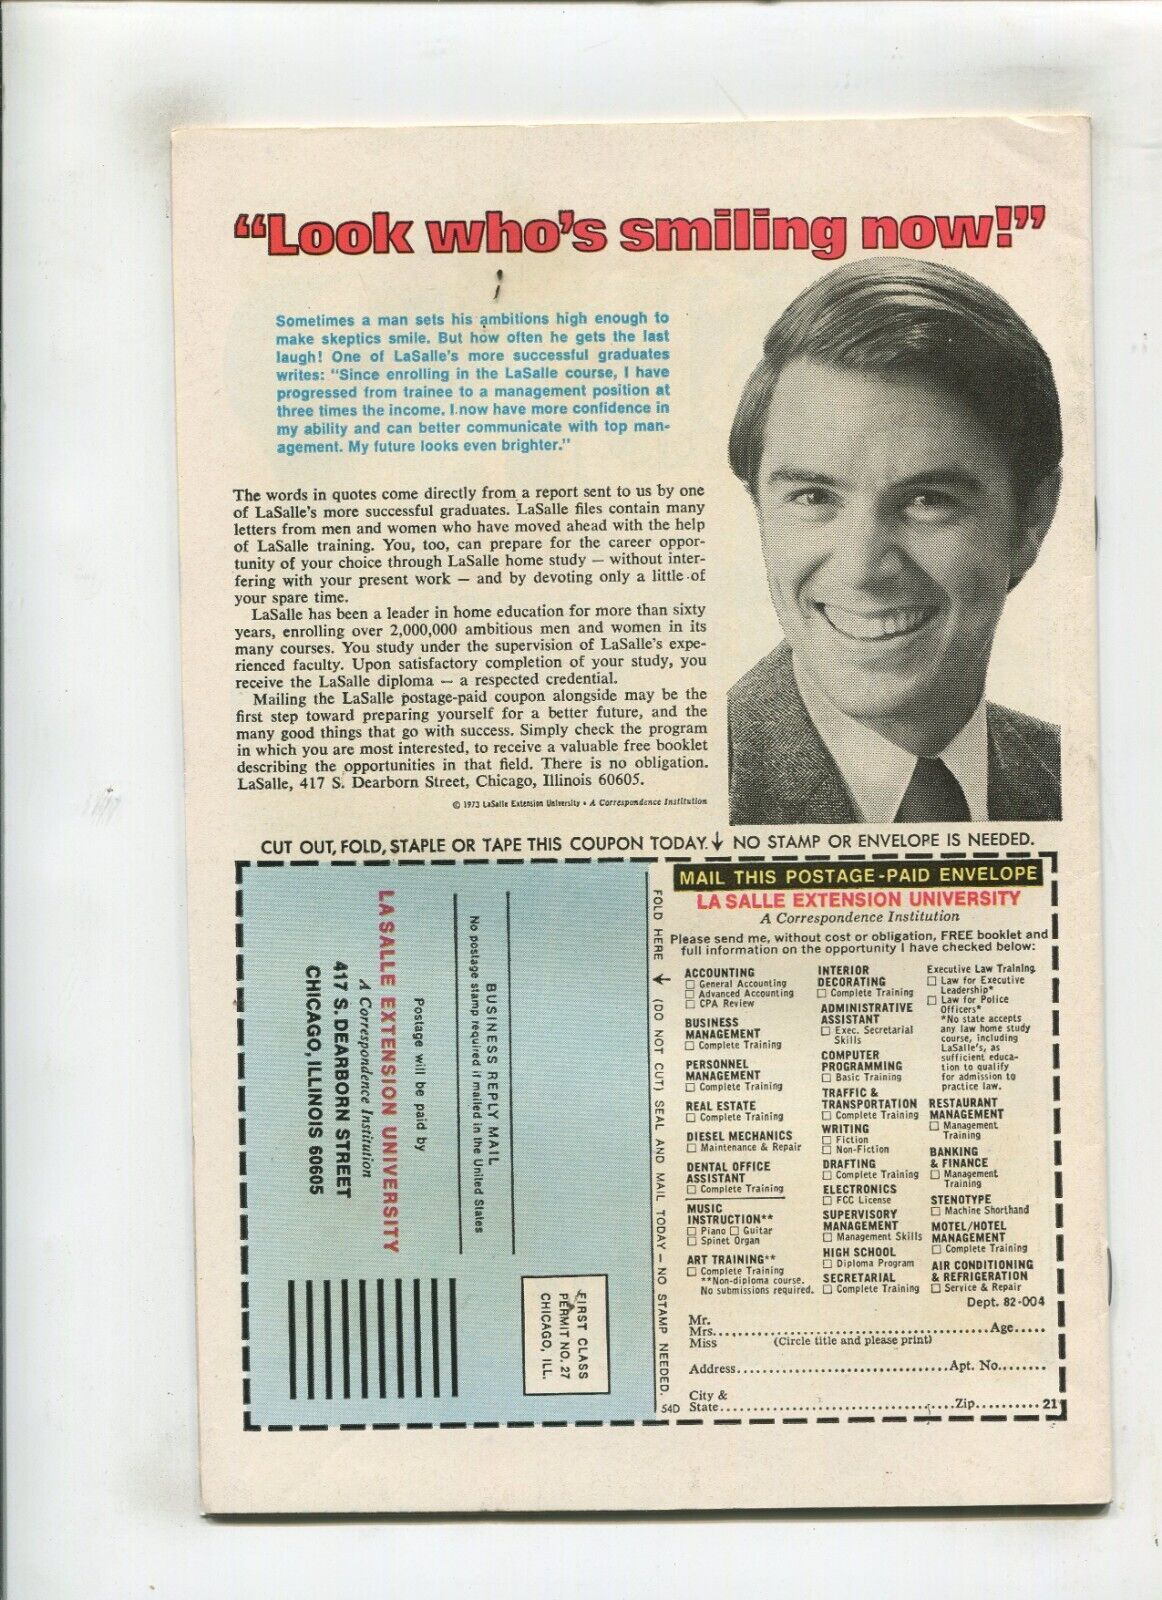 “Look who’s smiling now!”
Sometimes a man sets his ambitions high enough to
make skeptics smile. But how often he gets the last
laugh! One of LaSalle's more successful graduates
writes: "Since enrolling in the LaSalle course, I have
progressed from trainee to a management position at
three times the income. I now have more confidence in
my ability and can better communicate with top man-
agement. My future looks even brighter."
The words in quotes come directly from a report sent to us by one
of LaSalle's more successful graduates. LaSalle files contain many
letters from men and women who have moved ahead with the help
of LaSalle training. You, too, can prepare for the career oppor-
tunity of your choice through LaSalle home study — without inter-
fering with your present work — and by devoting only a little of
your spare time.
LaSalle has been a leader in home education for more than sixty
years, enrolling over 2,000,000 ambitious men and women in its
many courses. You study under the supervision of LaSalle's expe-
rienced faculty. Upon satisfactory completion of your study, you
receive the LaSalle diploma — a respected credential.
Mailing the LaSalle postage-paid coupon alongside may be the
first step toward preparing yourself for a better future, and the
many good things that go with success. Simply check the program
in which you are most interested, to receive a valuable free booklet
describing the opportunities in that field. There is no obligation.
LaSalle, 417 S. Dearborn Street, Chicago, Illinois 60605.
© 1973 LaSalle Extension University • A Correspondence Institution
CUT OUT, FOLD, STAPLE OR TAPE THIS COUPON TODAY. ↓ NO STAMP OR ENVELOPE IS NEEDED.
FIRST CLASS
PERMIT NO. 27
CHICAGO, ILL.
BUSINESS REPLY MAIL
No postage stamp required if mailed in the United States
Postage will be paid by
LA SALLE EXTENSION UNIVERSITY
A Correspondence Institution
417 S. DEARBORN STREET
CHICAGO, ILLINOIS 60605
FOLD HERE → (DO NOT CUT) SEAL AND MAIL TODAY — NO STAMP NEEDED.
54D
MAIL THIS POSTAGE-PAID ENVELOPE
LA SALLE EXTENSION UNIVERSITY
A Correspondence Institution
Please send me, without cost or obligation, FREE booklet and
full information on the opportunity I have checked below:
ACCOUNTING
☐ General Accounting
☐ Advanced Accounting
☐ CPA Review
BUSINESS
MANAGEMENT
☐ Complete Training
PERSONNEL
MANAGEMENT
☐ Complete Training
REAL ESTATE
☐ Complete Training
DIESEL MECHANICS
☐ Maintenance & Repair
DENTAL OFFICE
ASSISTANT
☐ Complete Training
MUSIC
INSTRUCTION**
☐ Piano ☐ Guitar
☐ Spinet Organ
ART TRAINING**
☐ Complete Training
**Non-diploma course.
No submissions required.
INTERIOR
DECORATING
☐ Complete Training
ADMINISTRATIVE
ASSISTANT
☐ Exec. Secretarial
Skills
COMPUTER
PROGRAMMING
☐ Basic Training
TRAFFIC &
TRANSPORTATION
☐ Complete Training
WRITING
☐ Fiction
☐ Non-Fiction
DRAFTING
☐ Complete Training
ELECTRONICS
☐ FCC License
SUPERVISORY
MANAGEMENT
☐ Management Skills
HIGH SCHOOL
☐ Diploma Program
SECRETARIAL
☐ Complete Training
Executive Law Training
☐ Law for Executive
Leadership*
☐ Law for Police
Officers*
*No state accepts
any law home study
course, including
LaSalle's, as
sufficient educa-
tion to qualify
for admission to
practice law.
RESTAURANT
MANAGEMENT
☐ Management
Training
BANKING
& FINANCE
☐ Management
Training
STENOTYPE
☐ Machine Shorthand
MOTEL/HOTEL
MANAGEMENT
☐ Complete Training
AIR CONDITIONING
& REFRIGERATION
☐ Service & Repair
Dept. 82-004
Mr.
Mrs. Age
Miss (Circle title and please print)
Address Apt. No.
City &
State Zip 21